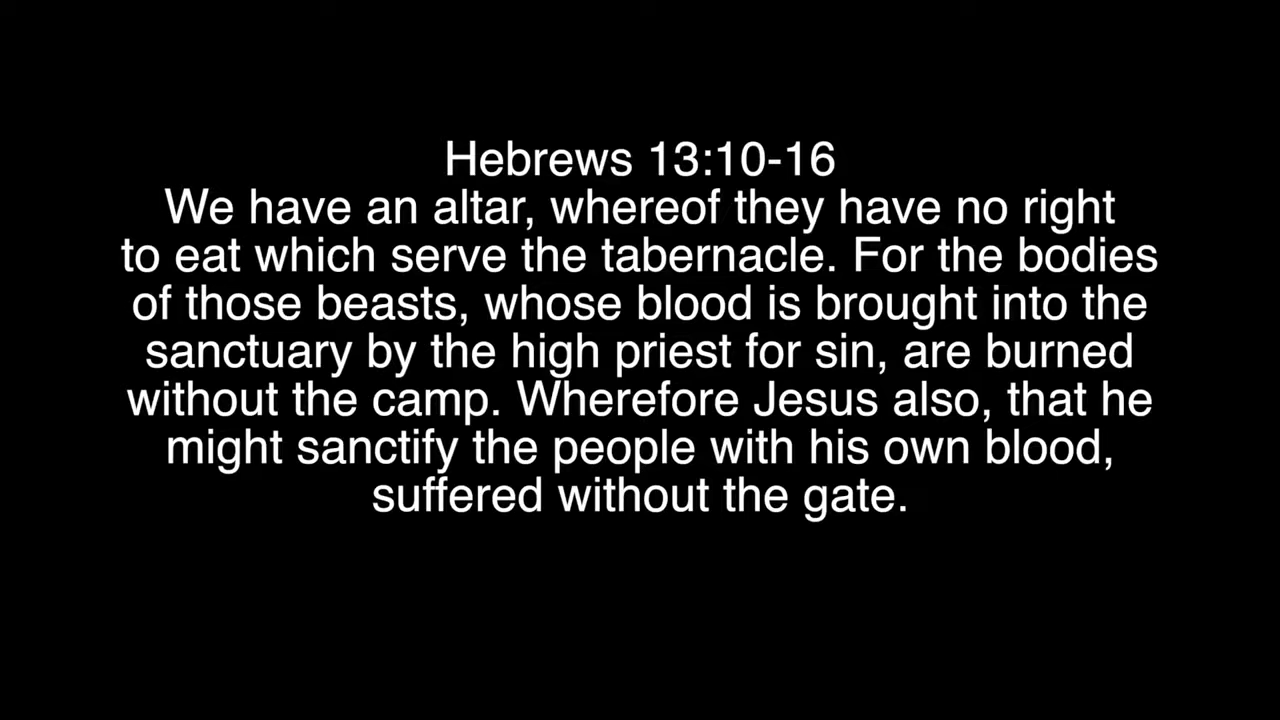 Hebrews 13:10-16
We have an altar, whereof they have no right
to eat which serve the tabernacle. For the bodies
of those beasts, whose blood is brought into the
sanctuary by the high priest for sin, are burned
without the camp. Wherefore Jesus also, that he
might sanctify the people with his own blood,
suffered without the gate.